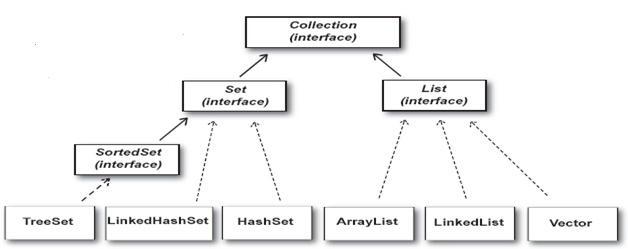 Collection
(interface)
Set
(interface)
List
(interface)
SortedSet
(interface)
TreeSet
LinkedHashSet
HashSet
ArrayList
LinkedList
Vector